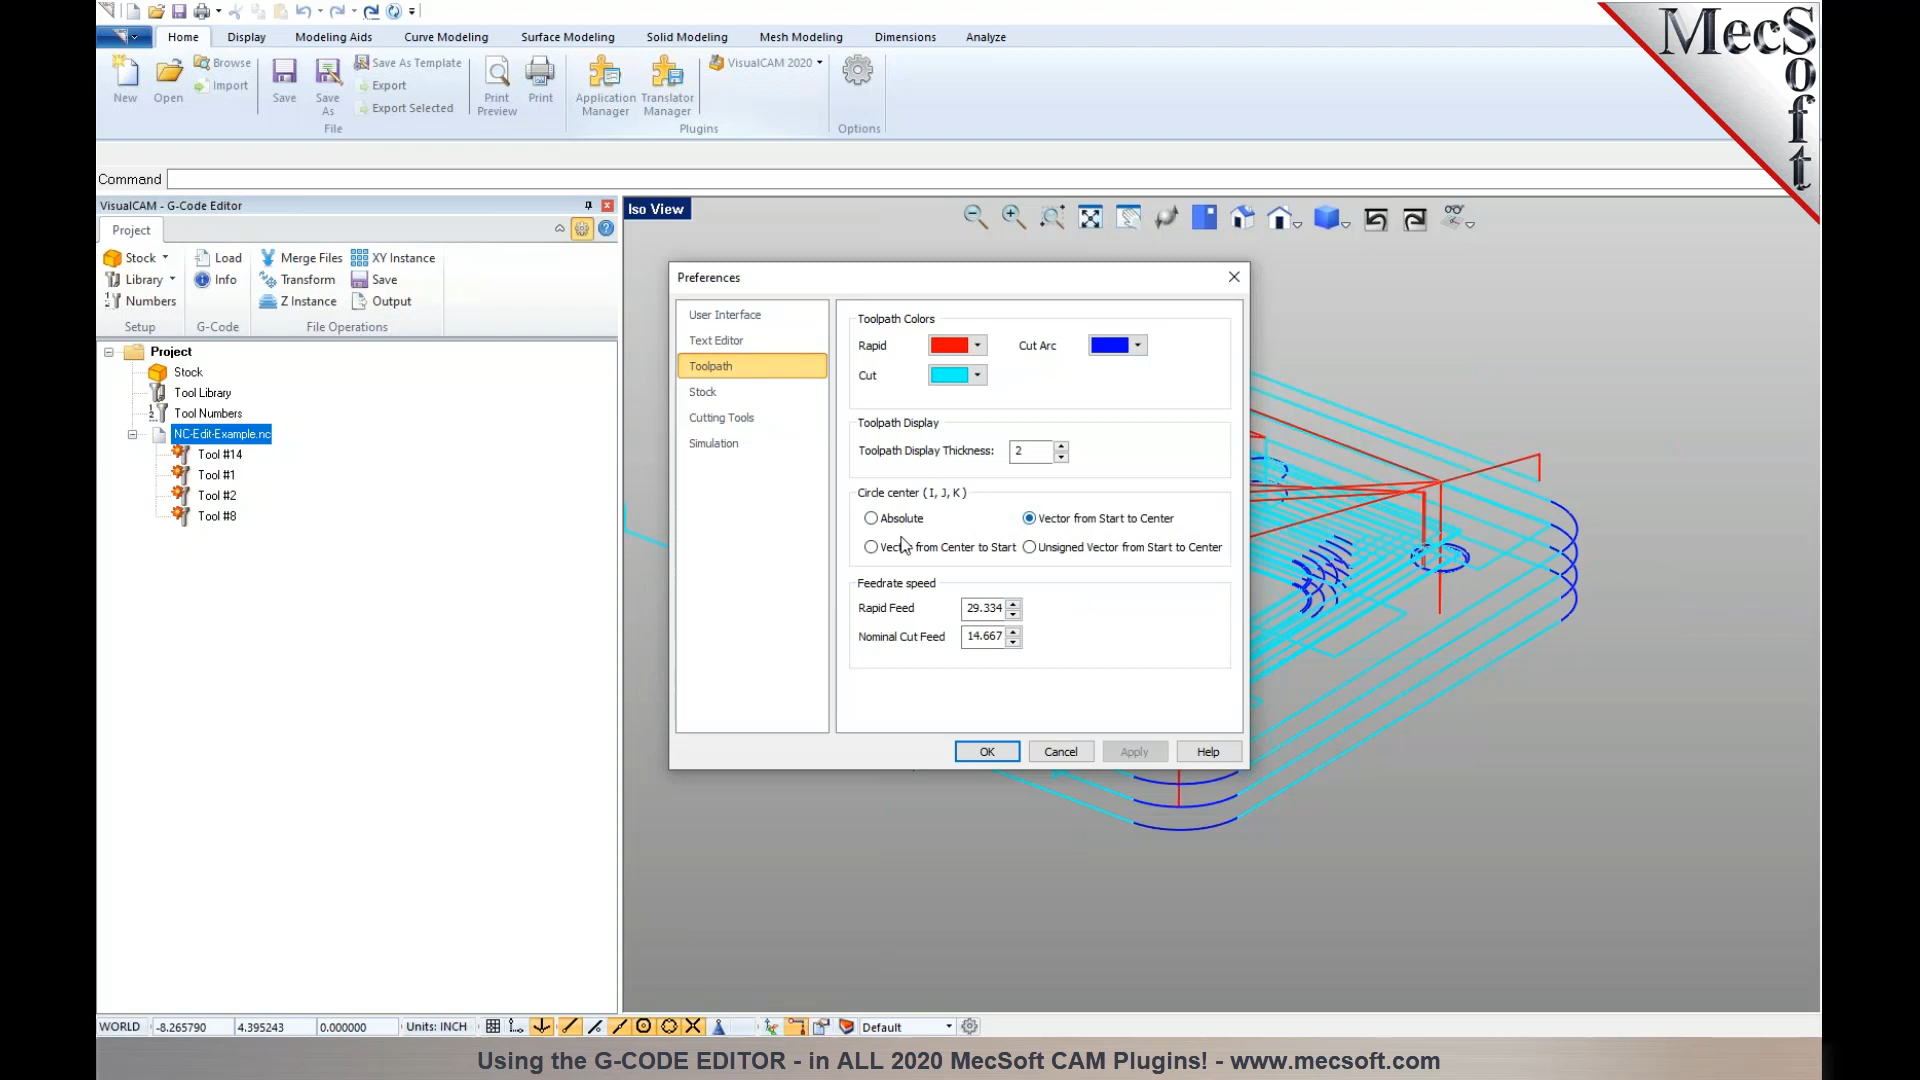 Home Display Modeling Aids Curve Modeling Surface Modeling Solid Modeling Mesh Modeling Dimensions Analyze
MecSoft
New Open Browse Import Save Save As Save As Template Export Export Selected Print Preview Print Application Manager Translator Manager VisualCAM 2020
File Plugins Options
Command
VisualCAM - G-Code Editor
Iso View
Project
Stock Load Merge Files XY Instance
Library Info Transform Save
Numbers Z Instance Output
Setup G-Code File Operations
Project
Stock
Tool Library
Tool Numbers
NC-Edit-Example.nc
Tool #14
Tool #1
Tool #2
Tool #8
Preferences
User Interface
Text Editor
Toolpath
Stock
Cutting Tools
Simulation
Toolpath Colors
Rapid Cut Arc
Cut
Toolpath Display
Toolpath Display Thickness: 2
Circle center ( I, J, K )
Absolute Vector from Start to Center
Vector from Center to Start Unsigned Vector from Start to Center
Feedrate speed
Rapid Feed 29.334
Nominal Cut Feed 14.667
OK Cancel Apply Help
WORLD -8.265790 4.395243 0.000000 Units: INCH Default
Using the G-CODE EDITOR - in ALL 2020 MecSoft CAM Plugins! - www.mecsoft.com